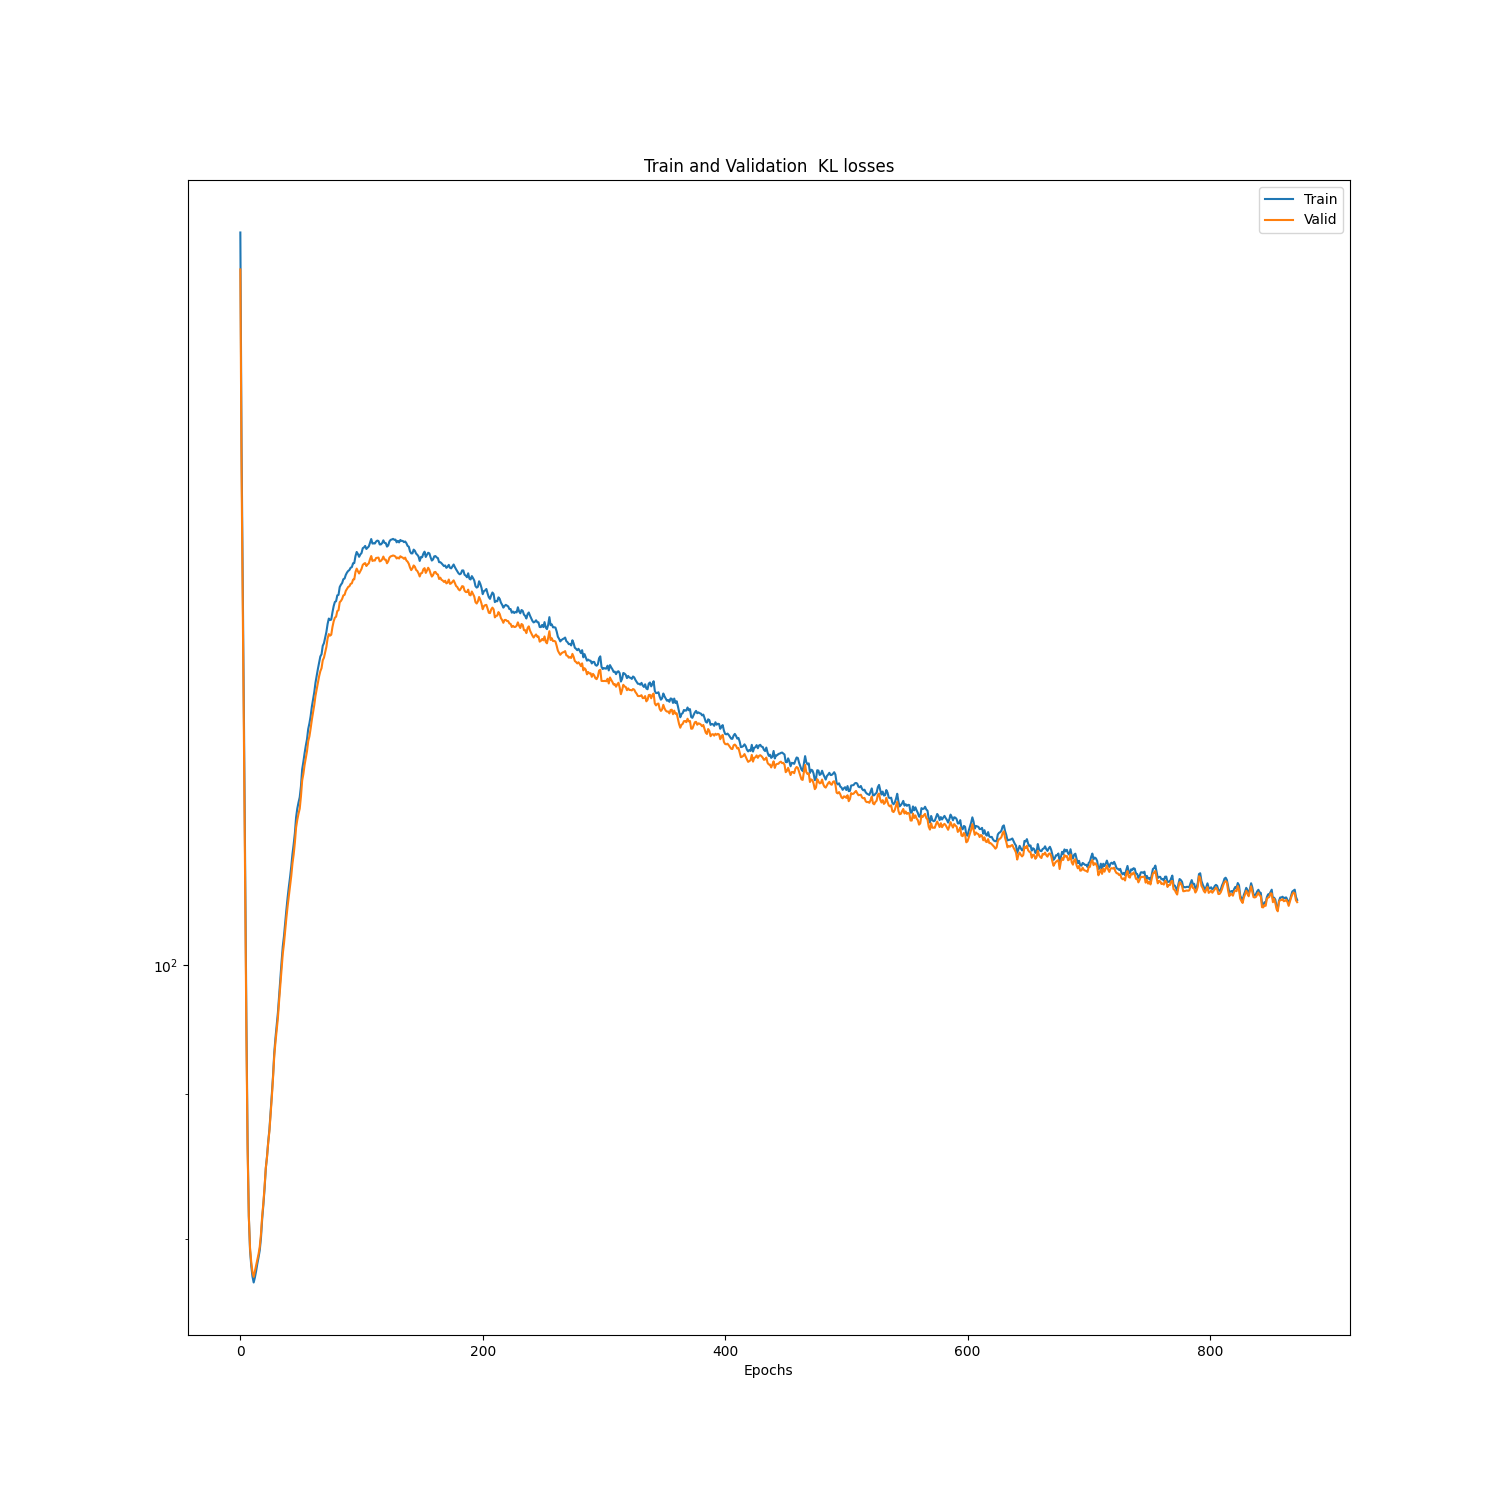 Train and Validation  KL losses
Train
Valid
10²
0 200 400 600 800
Epochs